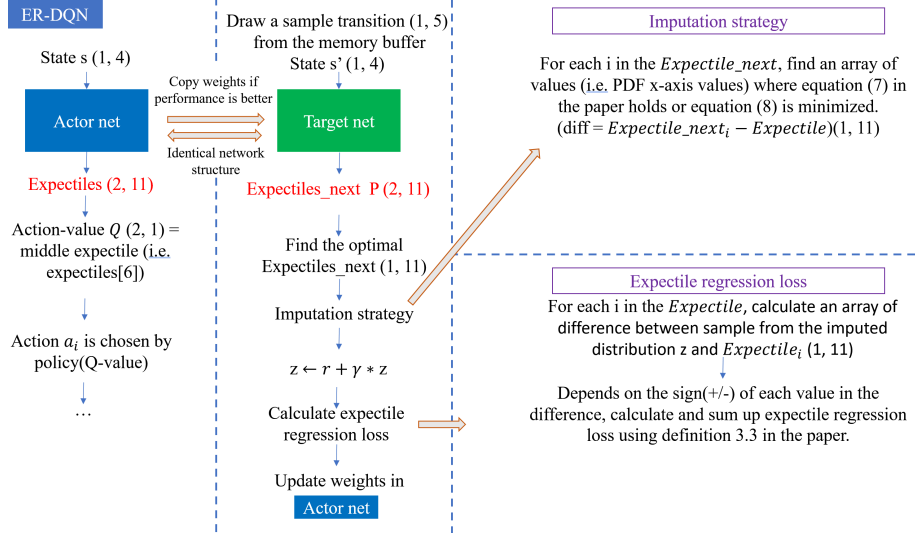 ER-DQN
State s (1, 4)
Actor net
Expectiles (2, 11)
Action-value Q (2, 1) =
middle expectile (i.e.
expectiles[6])
Action a_i is chosen by
policy(Q-value)
…
Copy weights if
performance is better
Identical network
structure
Draw a sample transition (1, 5)
from the memory buffer
State s' (1, 4)
Target net
Expectiles_next P (2, 11)
Find the optimal
Expectiles_next (1, 11)
Imputation strategy
z ← r + γ * z
Calculate expectile
regression loss
Update weights in
Actor net
Imputation strategy
For each i in the Expectile_next, find an array of
values (i.e. PDF x-axis values) where equation (7) in
the paper holds or equation (8) is minimized.
(diff = Expectile_next_i − Expectile)(1, 11)
Expectile regression loss
For each i in the Expectile, calculate an array of
difference between sample from the imputed
distribution z and Expectile_i (1, 11)
Depends on the sign(+/-) of each value in the
difference, calculate and sum up expectile regression
loss using definition 3.3 in the paper.